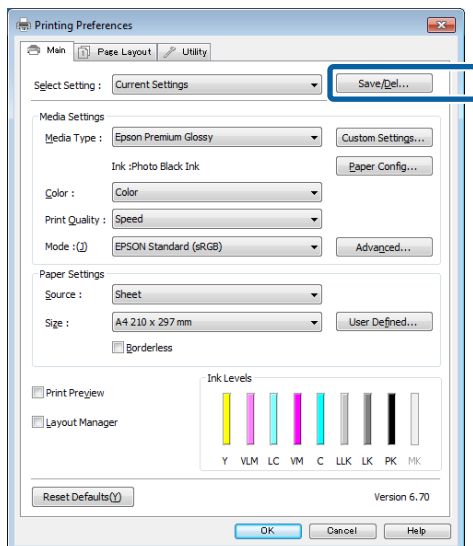 Printing Preferences
Main Page Layout Utility
Select Setting : Current Settings Save/Del...
Media Settings
Media Type : Epson Premium Glossy Custom Settings...
Ink :Photo Black Ink Paper Config...
Color : Color
Print Quality : Speed
Mode :(J) EPSON Standard (sRGB) Advanced...
Paper Settings
Source : Sheet
Size : A4 210 x 297 mm User Defined...
Borderless
Ink Levels
Print Preview
Layout Manager
Y VLM LC VM C LLK LK PK MK
Reset Defaults(Y) Version 6.70
OK Cancel Help